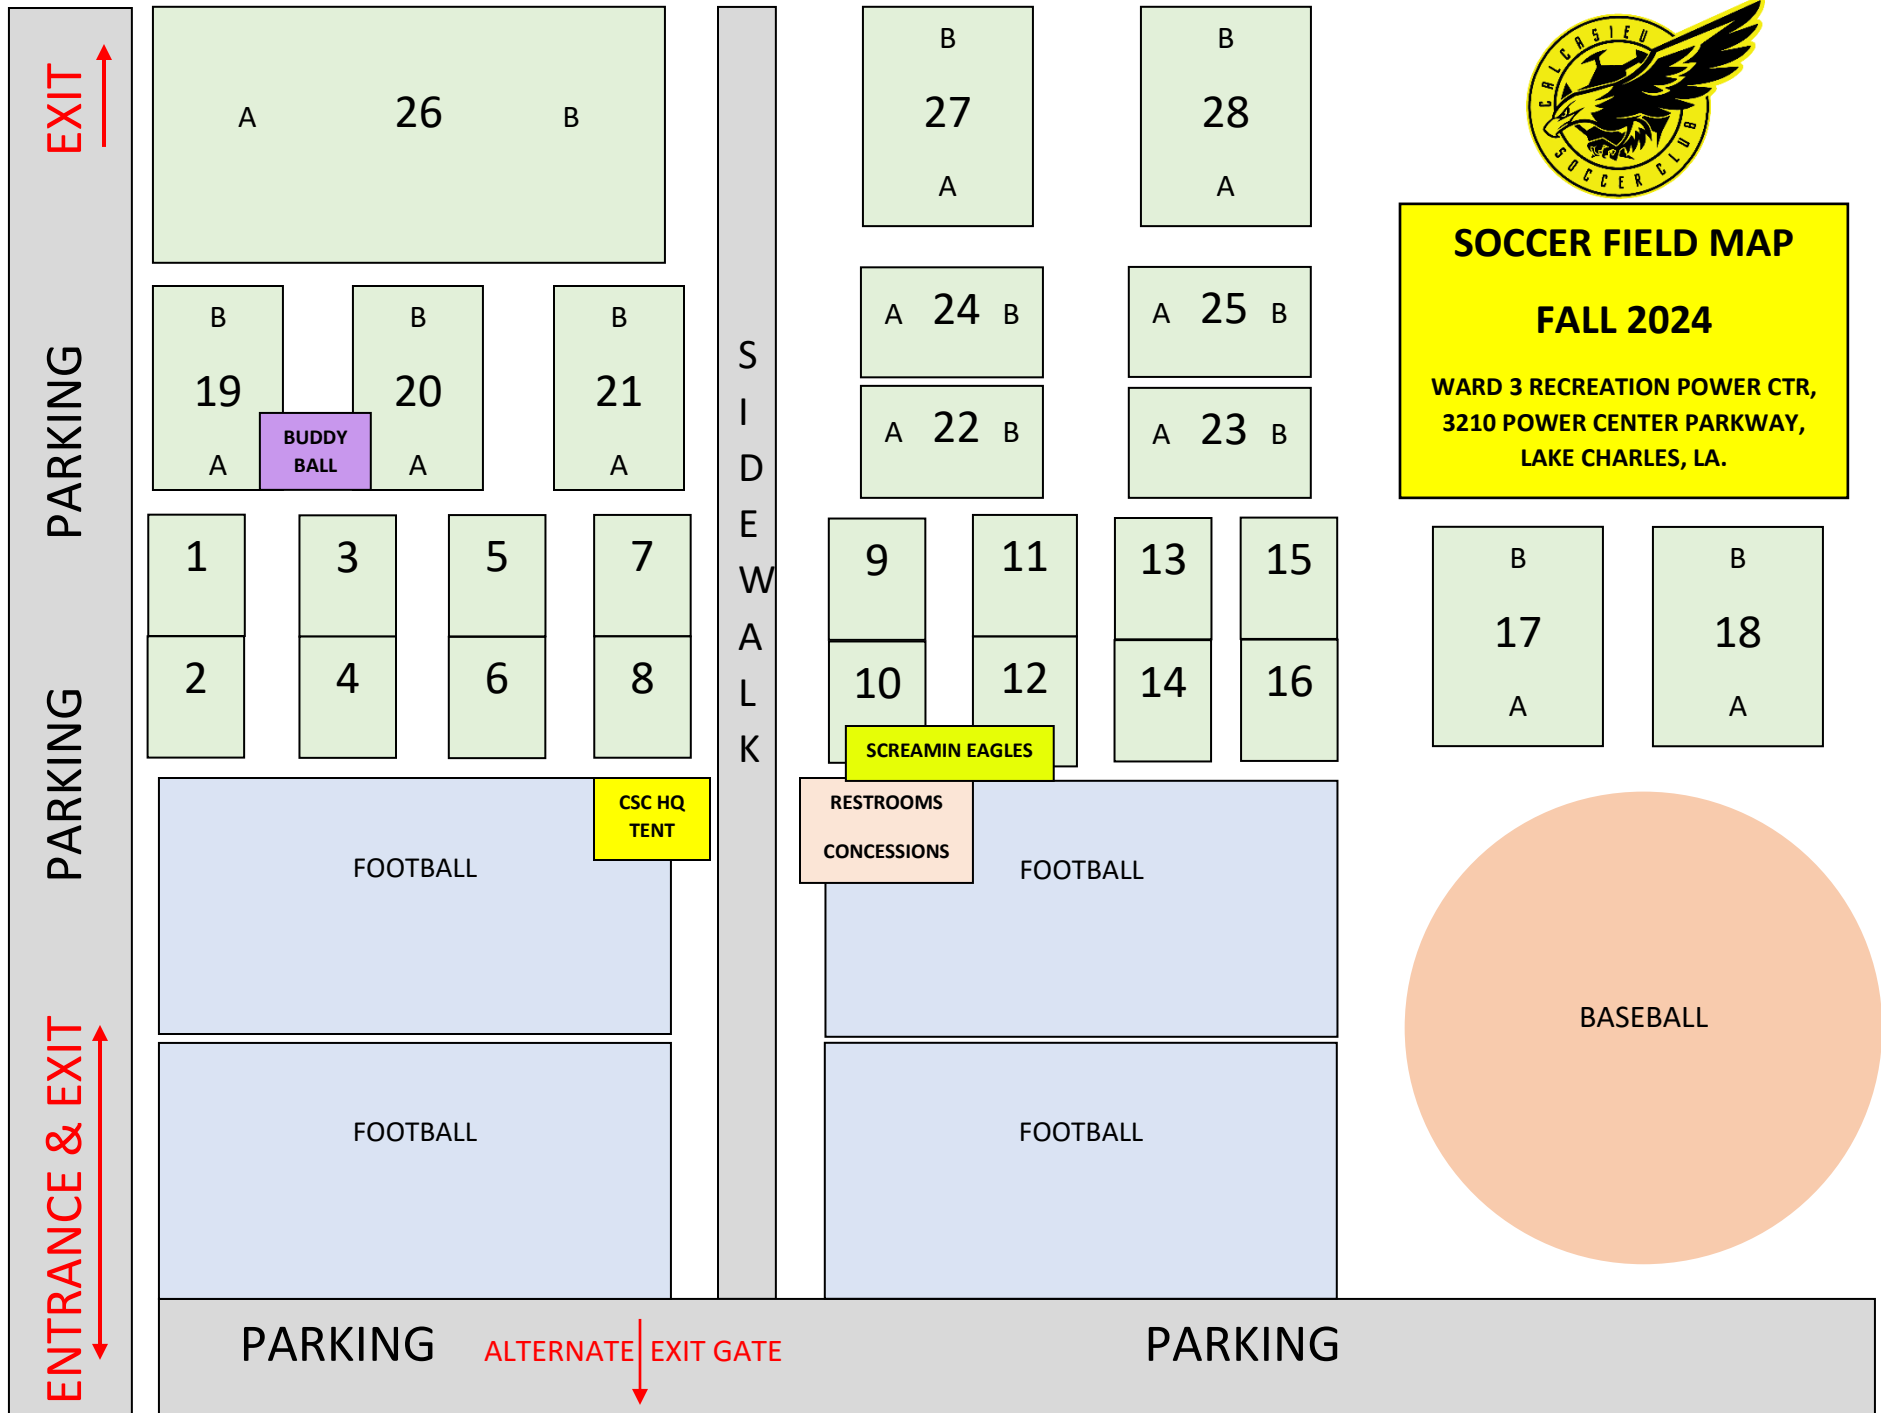 EXIT
A 26 B
B
27
A
B
28
A
CALCASIEU
SOCCER CLUB
SOCCER FIELD MAP
FALL 2024
WARD 3 RECREATION POWER CTR,
3210 POWER CENTER PARKWAY,
LAKE CHARLES, LA.
PARKING
B
19
A
B
20
A
B
21
A
BUDDY
BALL
SIDEWALK
A 24 B
A 25 B
A 22 B
A 23 B
1
3
5
7
9
11
13
15
2
4
6
8
10
12
14
16
B
17
A
B
18
A
PARKING
SCREAMIN EAGLES
CSC HQ
TENT
RESTROOMS
CONCESSIONS
FOOTBALL
FOOTBALL
BASEBALL
ENTRANCE & EXIT
FOOTBALL
FOOTBALL
PARKING
ALTERNATE EXIT GATE
PARKING